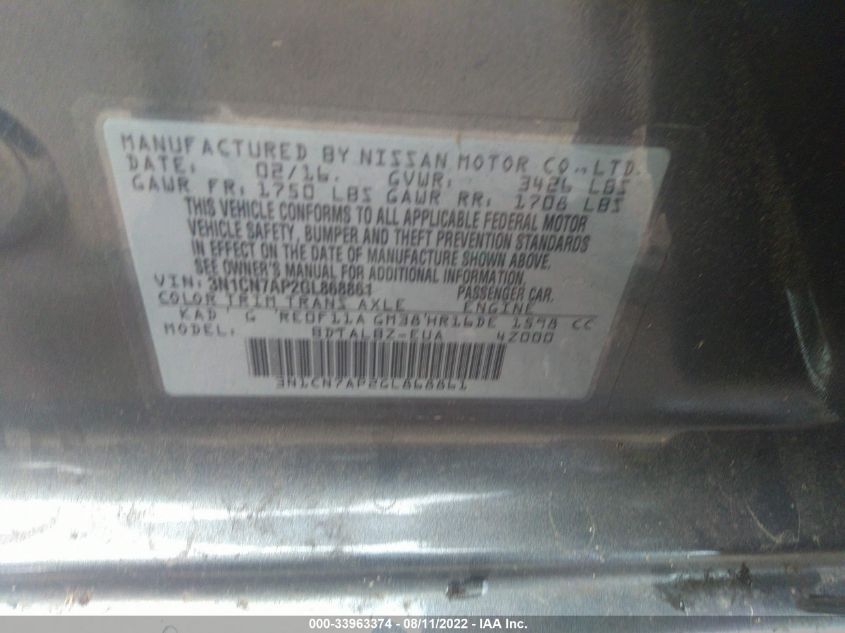 MANUFACTURED BY NISSAN MOTOR CO.,LTD.
DATE: 02/16. GVWR: 3426 LBS
GAWR FR: 1750 LBS GAWR RR: 1708 LBS
THIS VEHICLE CONFORMS TO ALL APPLICABLE FEDERAL MOTOR
VEHICLE SAFETY, BUMPER AND THEFT PREVENTION STANDARDS
IN EFFECT ON THE DATE OF MANUFACTURE SHOWN ABOVE.
SEE OWNER'S MANUAL FOR ADDITIONAL INFORMATION.
VIN: 3N1CN7AP2GL868861 PASSENGER CAR.
COLOR TRIM TRANS AXLE ENGINE
KAD G RE0F11A GM38 HR16DE 1598 CC
MODEL: BDTALBZ-EUA 4Z000
3N1CN7AP2GL868861
000-33963374 - 08/11/2022 - IAA Inc.